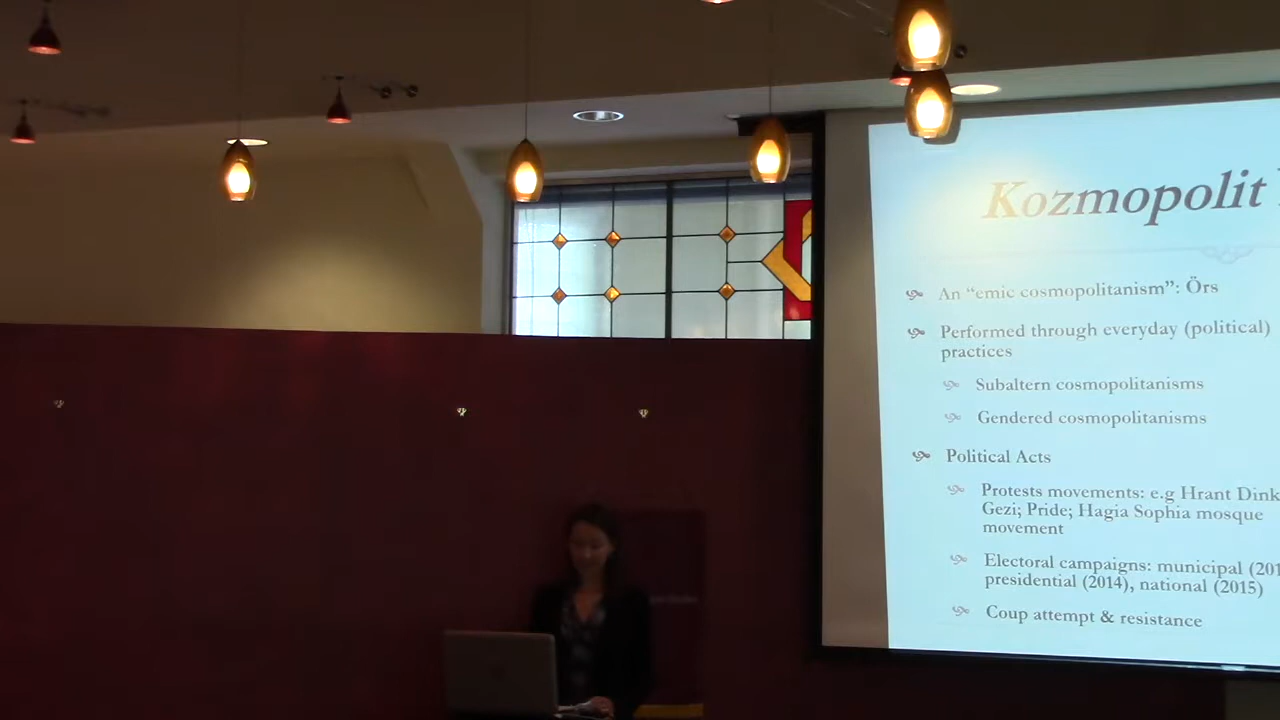 Kozmopolit
An “emic cosmopolitanism”: Örs
Performed through everyday (political)
practices
Subaltern cosmopolitanisms
Gendered cosmopolitanisms
Political Acts
Protests movements: e.g Hrant Dink
Gezi; Pride; Hagia Sophia mosque
movement
Electoral campaigns: municipal (201
presidential (2014), national (2015)
Coup attempt & resistance